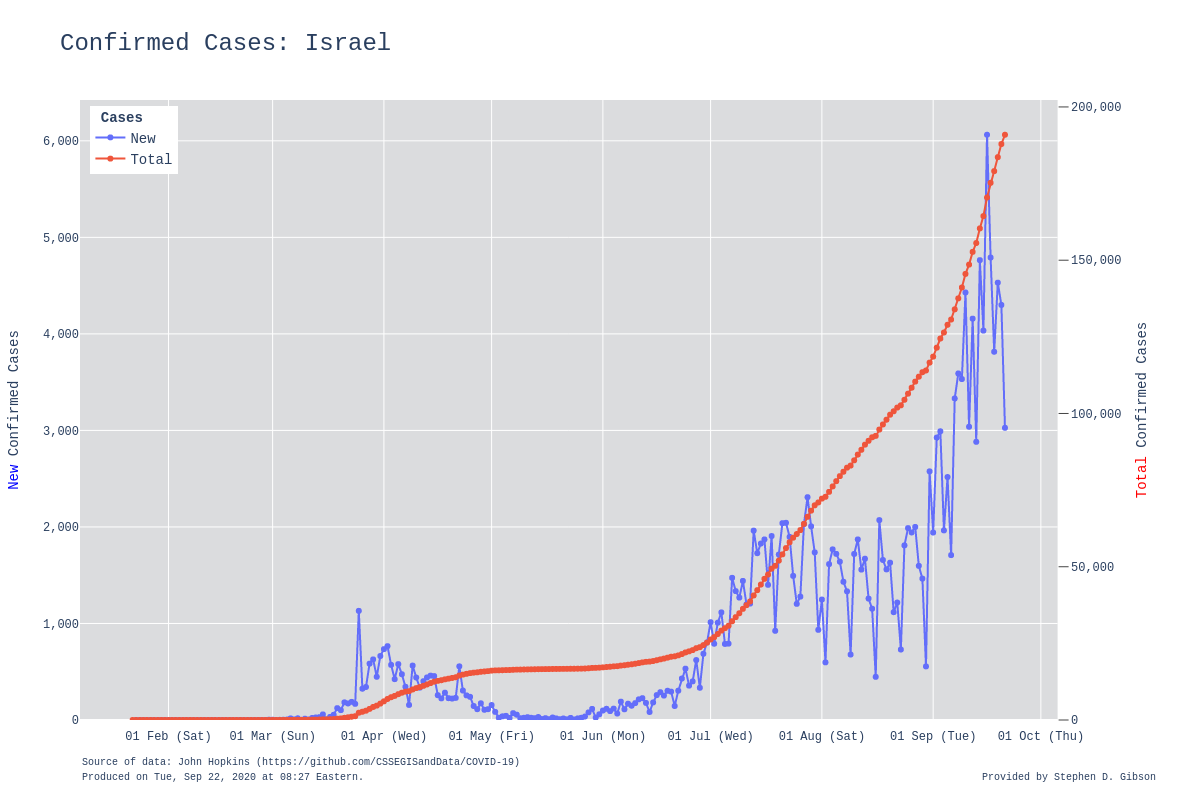 Confirmed Cases: Israel
Cases
New
Total
6,000
5,000
4,000
3,000
2,000
1,000
0
New Confirmed Cases
200,000
150,000
100,000
50,000
0
Total Confirmed Cases
01 Feb (Sat) 01 Mar (Sun) 01 Apr (Wed) 01 May (Fri) 01 Jun (Mon) 01 Jul (Wed) 01 Aug (Sat) 01 Sep (Tue) 01 Oct (Thu)
Source of data: John Hopkins (https://github.com/CSSEGISandData/COVID-19)
Produced on Tue, Sep 22, 2020 at 08:27 Eastern.
Provided by Stephen D. Gibson